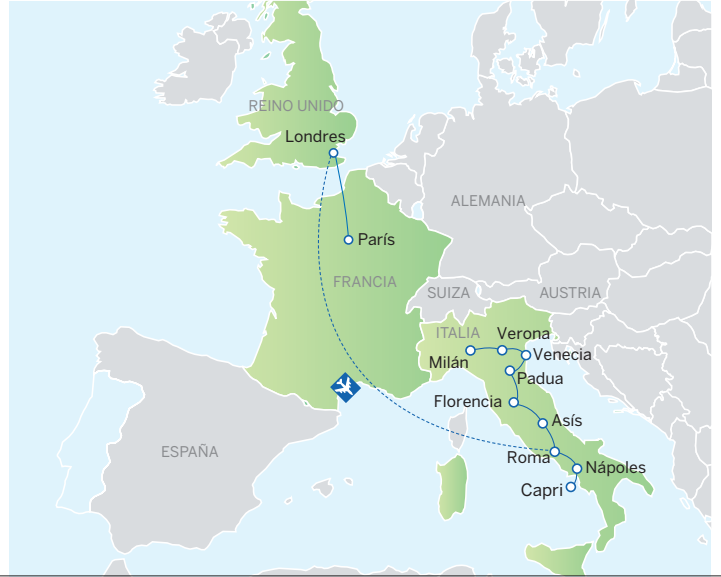 REINO UNIDO
Londres
ALEMANIA
París
FRANCIA
SUIZA
AUSTRIA
ITALIA
Verona
Venecia
Milán
Padua
Florencia
Asís
ESPAÑA
Roma
Nápoles
Capri